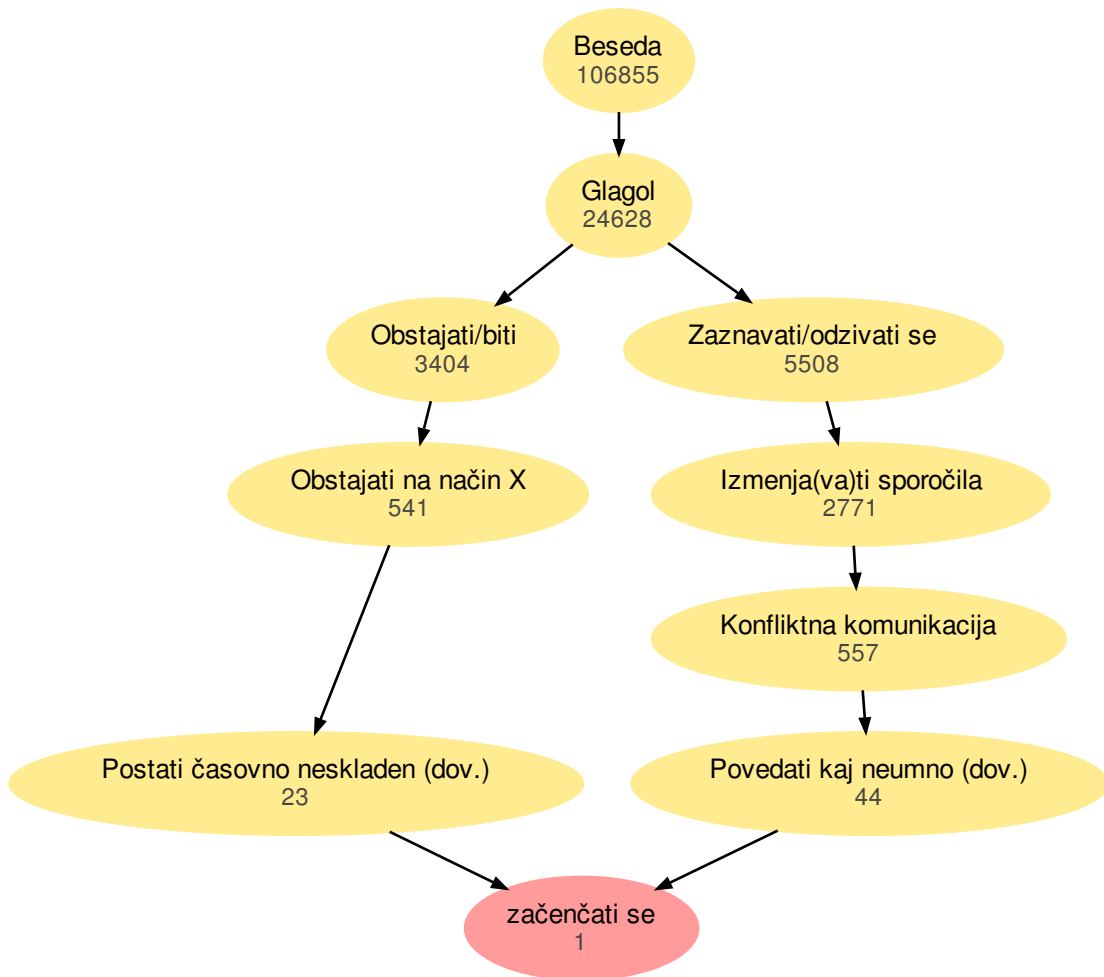 Beseda
106855
Glagol
24628
Obstajati/biti
3404
Zaznavati/odzivati se
5508
Obstajati na način X
541
Izmenja(va)ti sporočila
2771
Konfliktna komunikacija
557
Postati časovno neskladen (dov.)
23
Povedati kaj neumno (dov.)
44
začenčati se
1